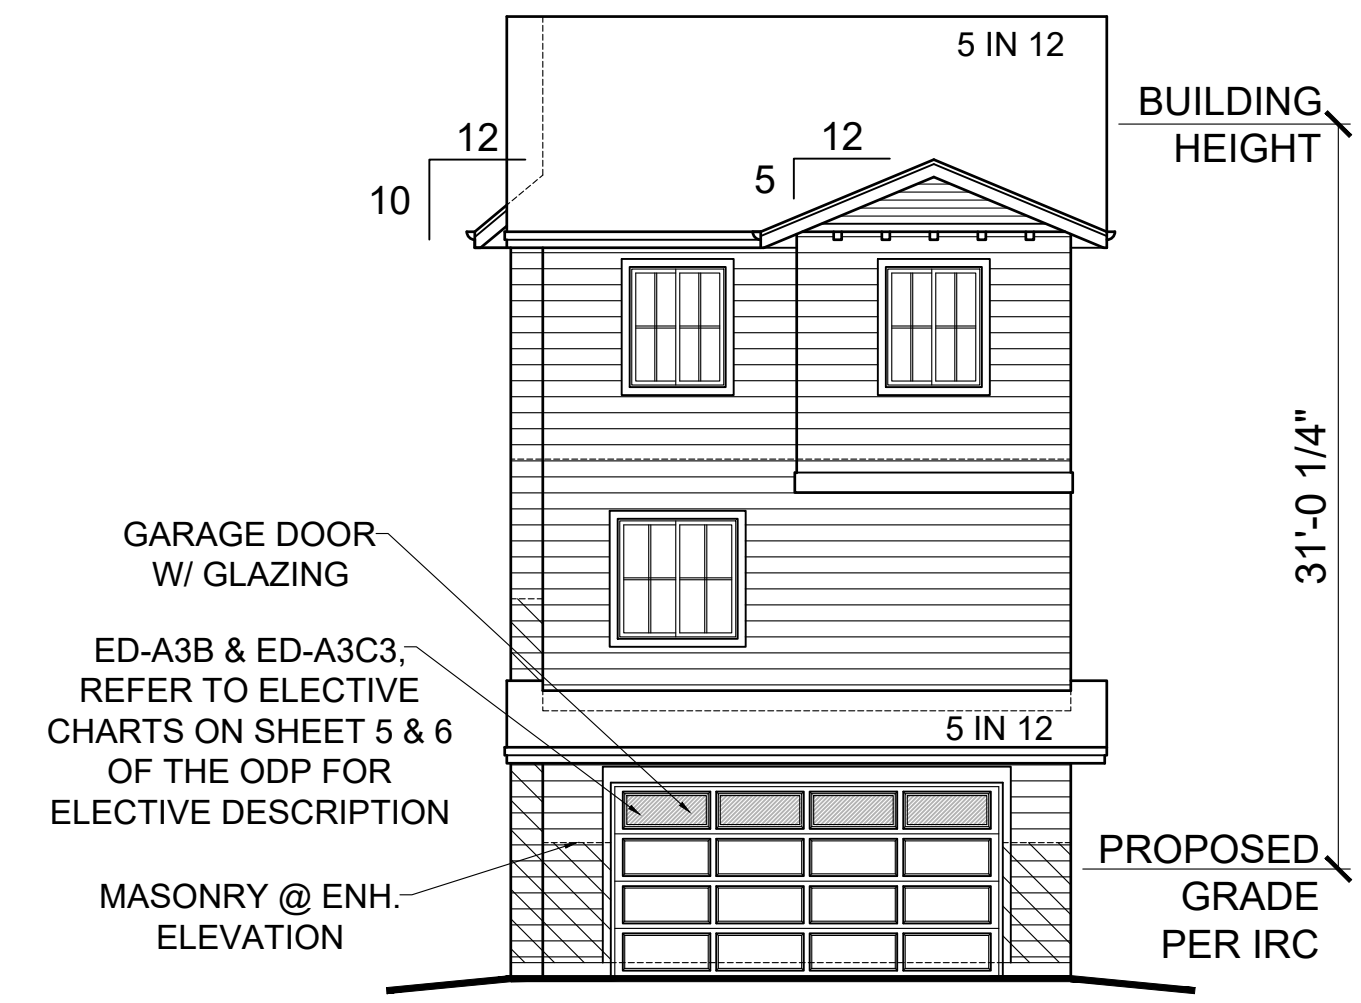 5 IN 12
BUILDING
HEIGHT
12
10
12
5
31'-0 1/4"
GARAGE DOOR
W/ GLAZING
ED-A3B & ED-A3C3,
REFER TO ELECTIVE
CHARTS ON SHEET 5 & 6
OF THE ODP FOR
ELECTIVE DESCRIPTION
5 IN 12
MASONRY @ ENH.
ELEVATION
PROPOSED
GRADE
PER IRC